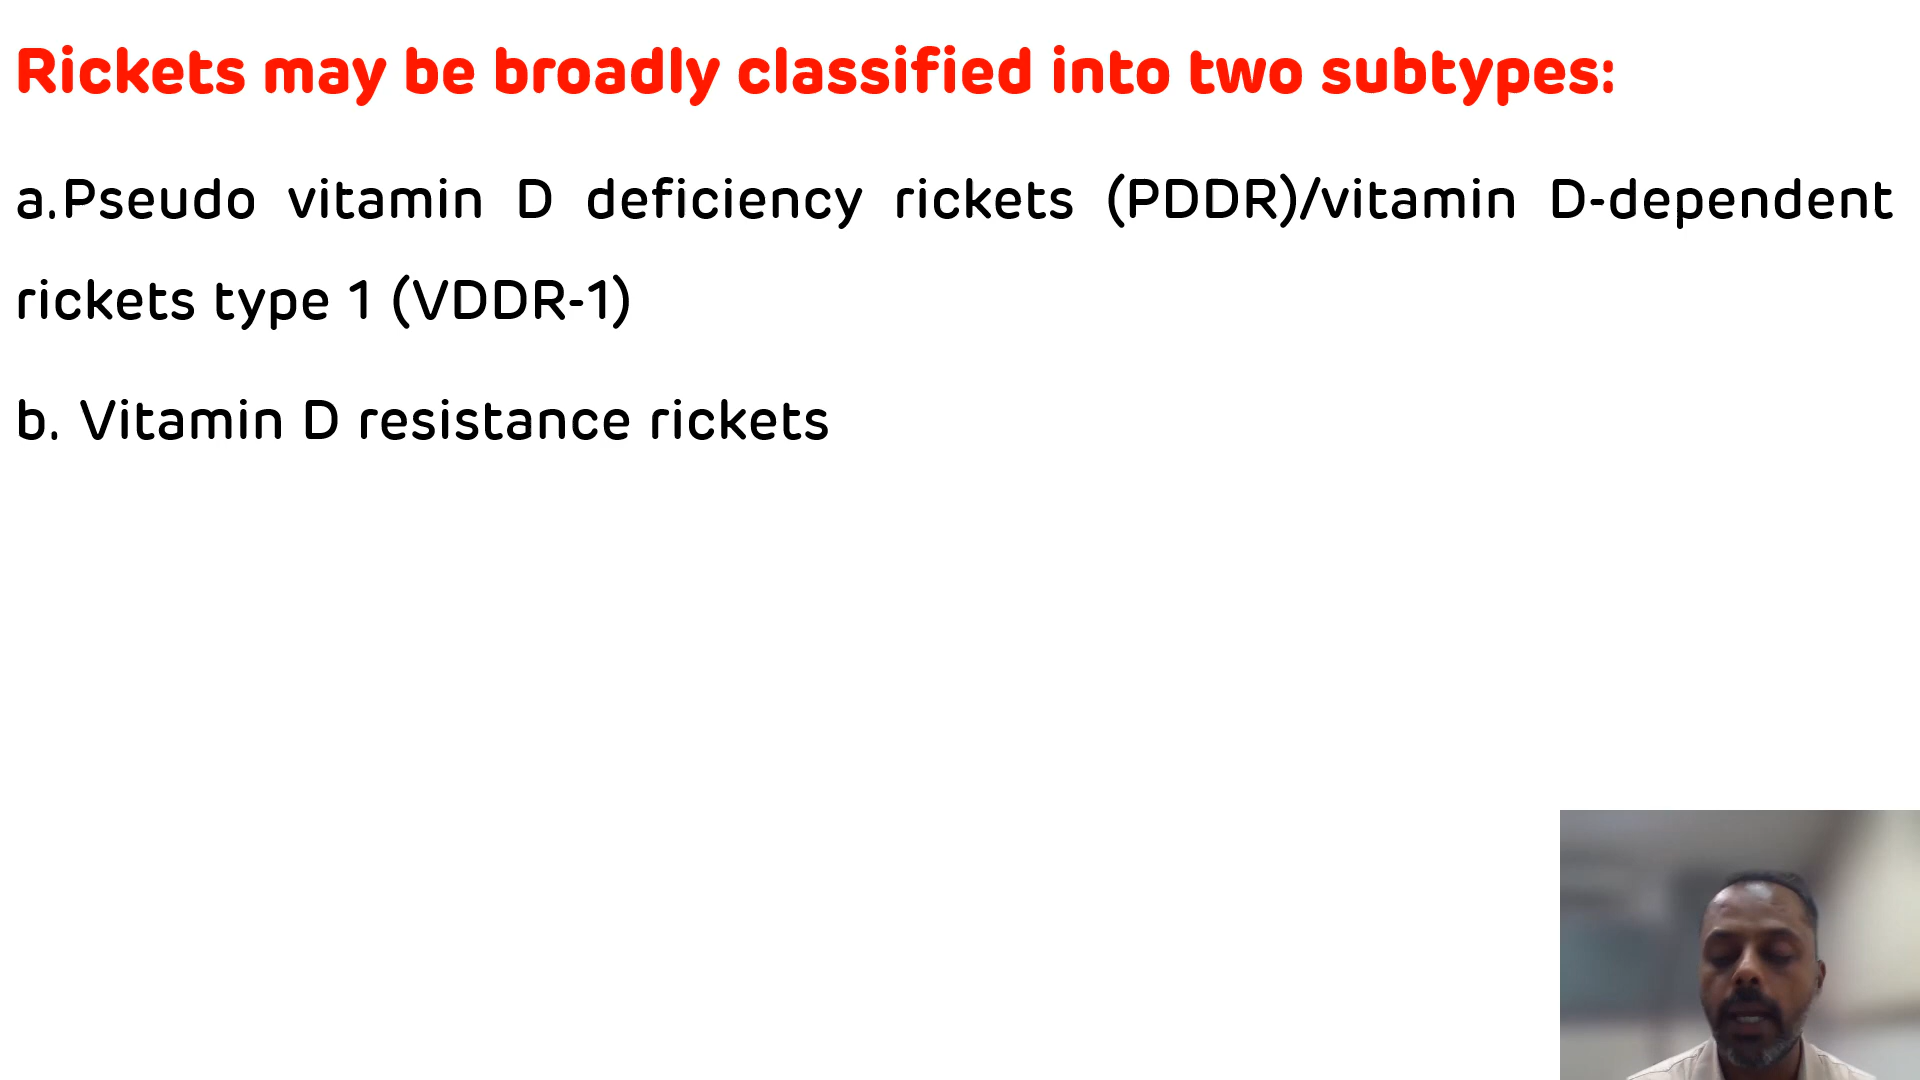 Rickets may be broadly classified into two subtypes:
a.Pseudo vitamin D deficiency rickets (PDDR)/vitamin D-dependent
rickets type 1 (VDDR-1)
b. Vitamin D resistance rickets